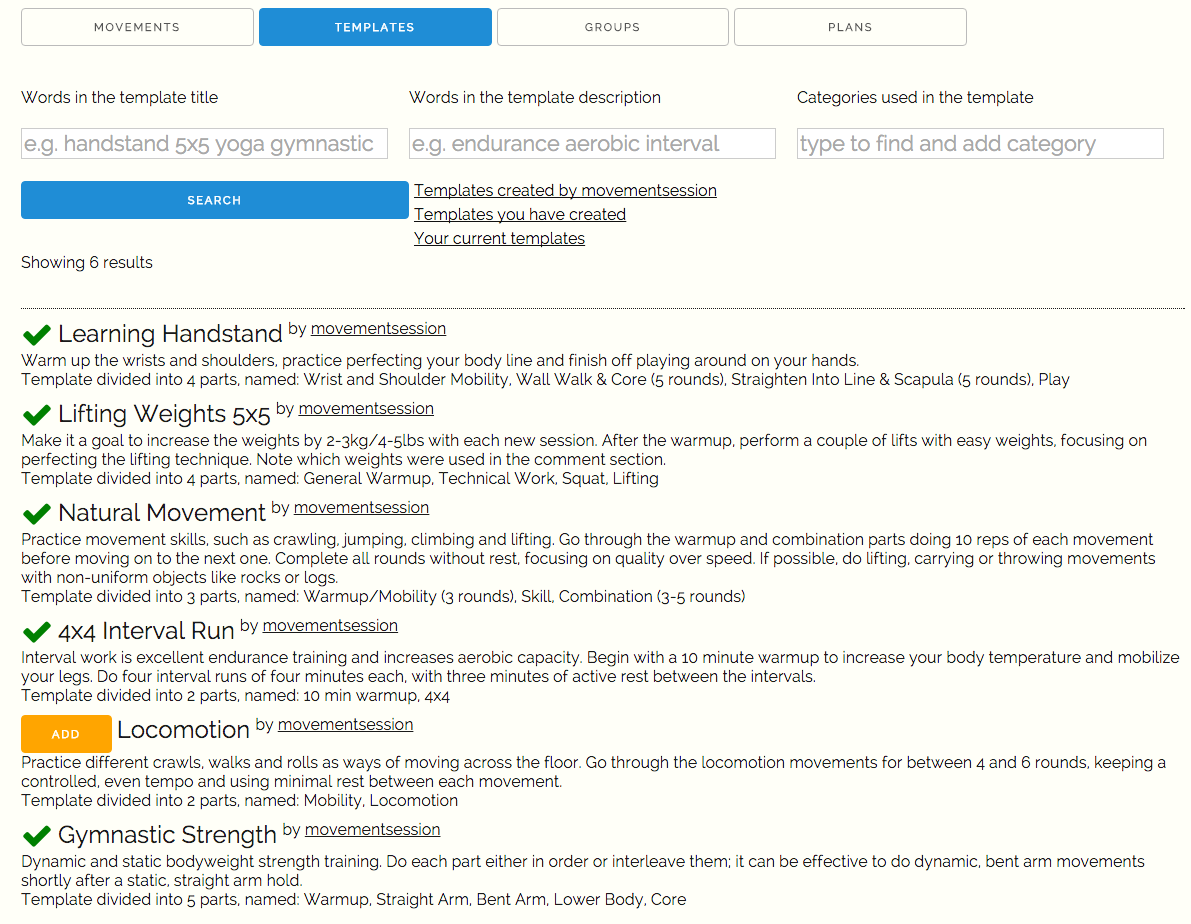 MOVEMENTS TEMPLATES GROUPS PLANS
Words in the template title Words in the template description Categories used in the template
e.g. handstand 5x5 yoga gymnastic e.g. endurance aerobic interval type to find and add category
SEARCH
Templates created by movementsession
Templates you have created
Your current templates
Showing 6 results
Learning Handstand by movementsession
Warm up the wrists and shoulders, practice perfecting your body line and finish off playing around on your hands.
Template divided into 4 parts, named: Wrist and Shoulder Mobility, Wall Walk & Core (5 rounds), Straighten Into Line & Scapula (5 rounds), Play
Lifting Weights 5x5 by movementsession
Make it a goal to increase the weights by 2-3kg/4-5lbs with each new session. After the warmup, perform a couple of lifts with easy weights, focusing on
perfecting the lifting technique. Note which weights were used in the comment section.
Template divided into 4 parts, named: General Warmup, Technical Work, Squat, Lifting
Natural Movement by movementsession
Practice movement skills, such as crawling, jumping, climbing and lifting. Go through the warmup and combination parts doing 10 reps of each movement
before moving on to the next one. Complete all rounds without rest, focusing on quality over speed. If possible, do lifting, carrying or throwing movements
with non-uniform objects like rocks or logs.
Template divided into 3 parts, named: Warmup/Mobility (3 rounds), Skill, Combination (3-5 rounds)
4x4 Interval Run by movementsession
Interval work is excellent endurance training and increases aerobic capacity. Begin with a 10 minute warmup to increase your body temperature and mobilize
your legs. Do four interval runs of four minutes each, with three minutes of active rest between the intervals.
Template divided into 2 parts, named: 10 min warmup, 4x4
ADD Locomotion by movementsession
Practice different crawls, walks and rolls as ways of moving across the floor. Go through the locomotion movements for between 4 and 6 rounds, keeping a
controlled, even tempo and using minimal rest between each movement.
Template divided into 2 parts, named: Mobility, Locomotion
Gymnastic Strength by movementsession
Dynamic and static bodyweight strength training. Do each part either in order or interleave them; it can be effective to do dynamic, bent arm movements
shortly after a static, straight arm hold.
Template divided into 5 parts, named: Warmup, Straight Arm, Bent Arm, Lower Body, Core